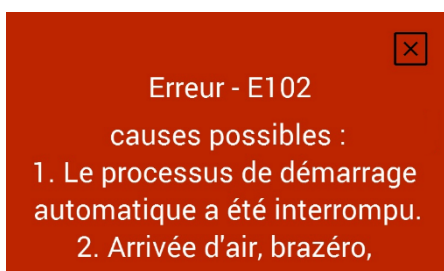 Erreur - E102
causes possibles :
1. Le processus de démarrage
automatique a été interrompu.
2. Arrivée d'air, brazéro,